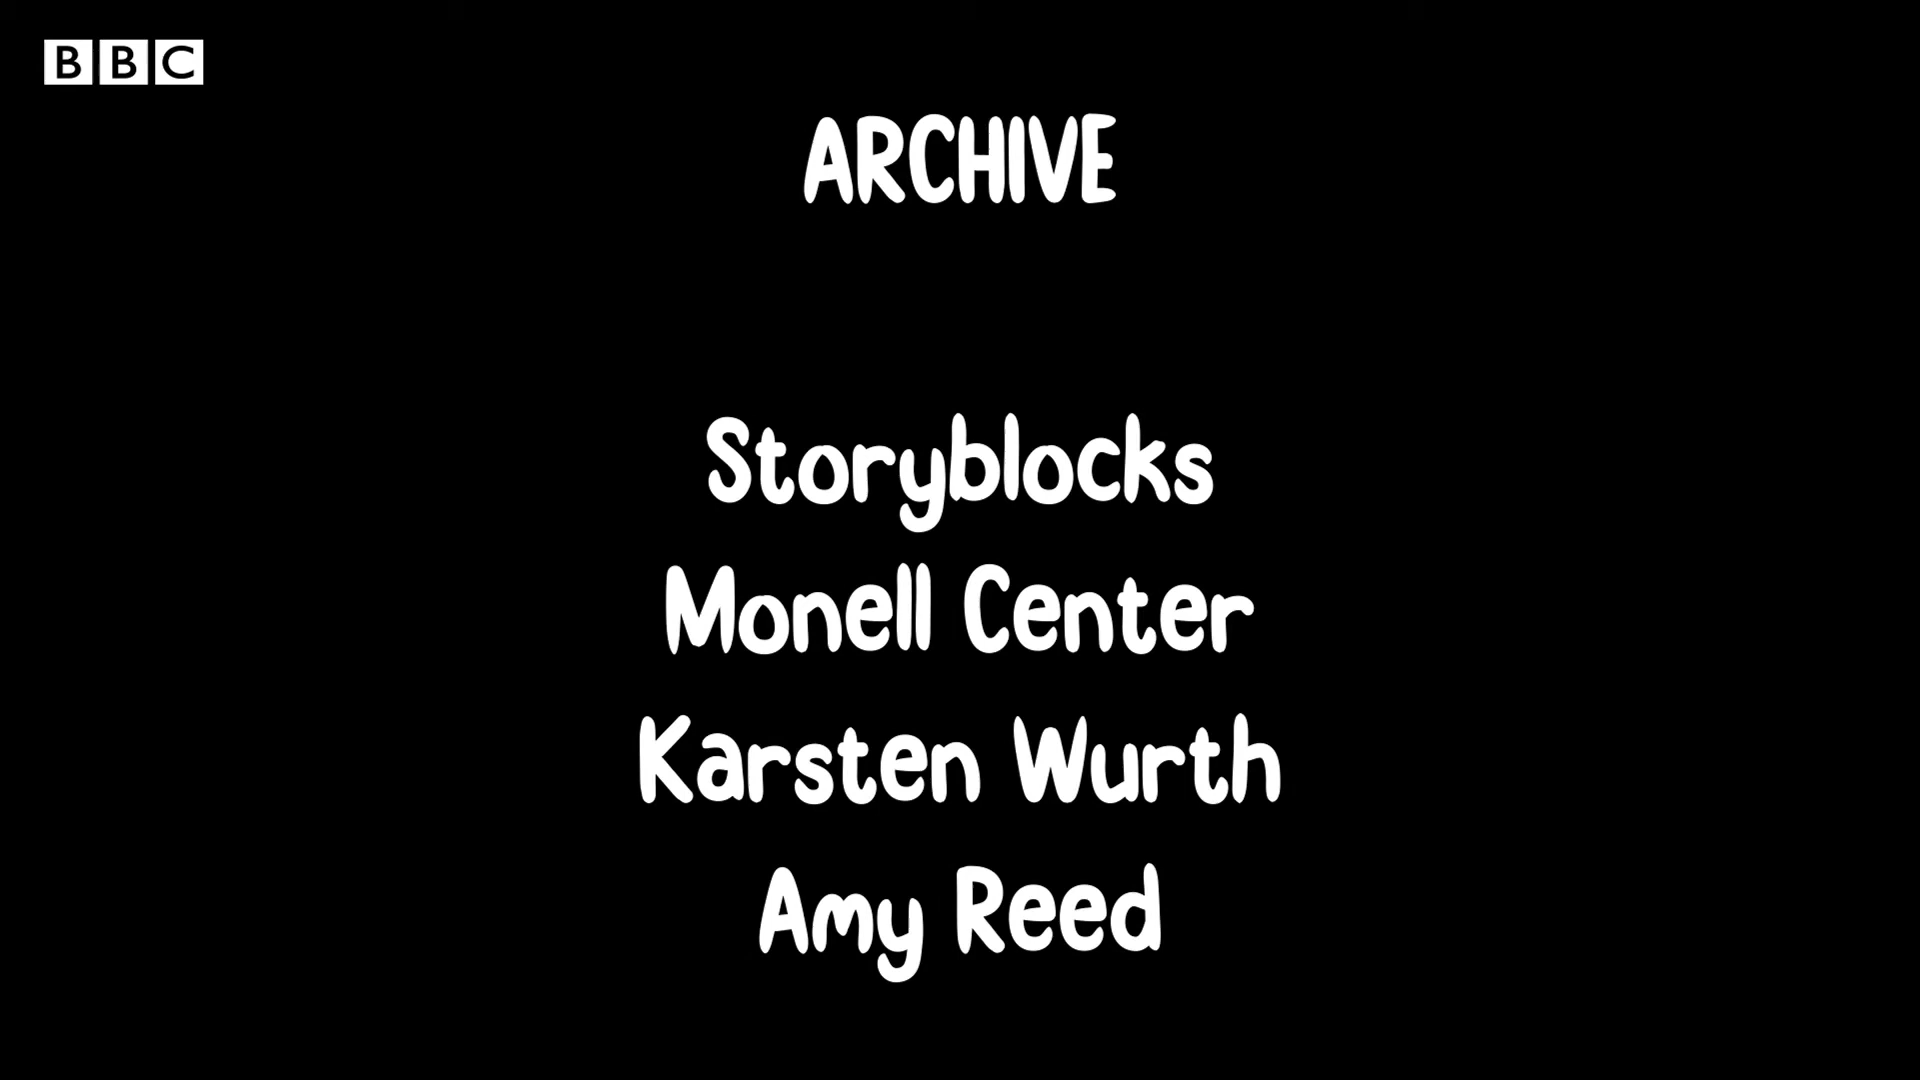 BBC
ARCHIVE
Storyblocks
Monell Center
Karsten Wurth
Amy Reed